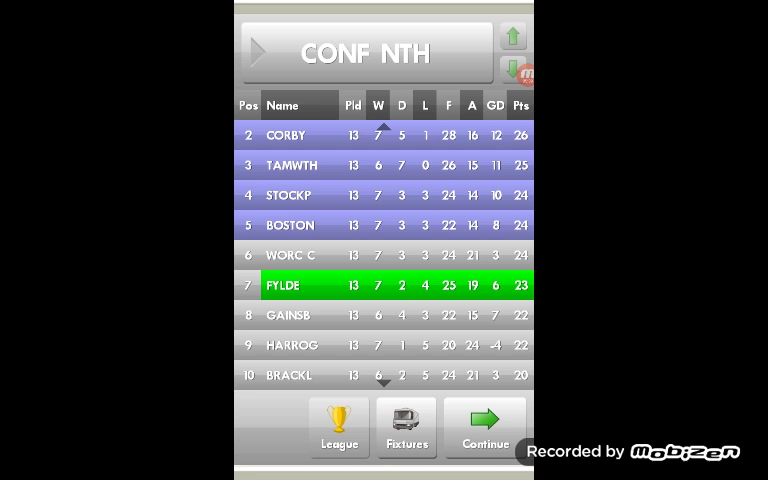 CONF NTH
Pos Name Pld W D L F A GD Pts
2 CORBY 13 7 5 1 28 16 12 26
3 TAMWTH 13 6 7 0 26 15 11 25
4 STOCKP 13 7 3 3 24 14 10 24
5 BOSTON 13 7 3 3 22 14 8 24
6 WORC C 13 7 3 3 24 21 3 24
7 FYLDE 13 7 2 4 25 19 6 23
8 GAINSB 13 6 4 3 22 15 7 22
9 HARROG 13 7 1 5 20 24 -4 22
10 BRACKL 13 6 2 5 24 21 3 20
League Fixtures Continue
Recorded by Mobizen